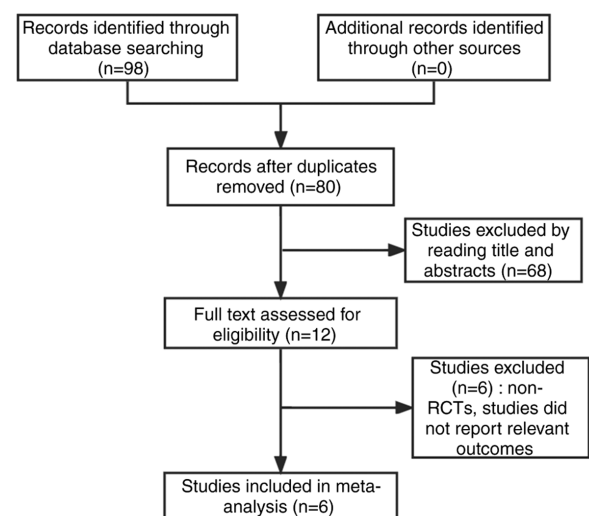 Records identified through
database searching
(n=98)
Additional records identified
through other sources
(n=0)
Records after duplicates
removed (n=80)
Studies excluded by
reading title and
abstracts (n=68)
Full text assessed for
eligibility (n=12)
Studies excluded
(n=6) : non-
RCTs, studies did
not report relevant
outcomes
Studies included in meta-
analysis (n=6)